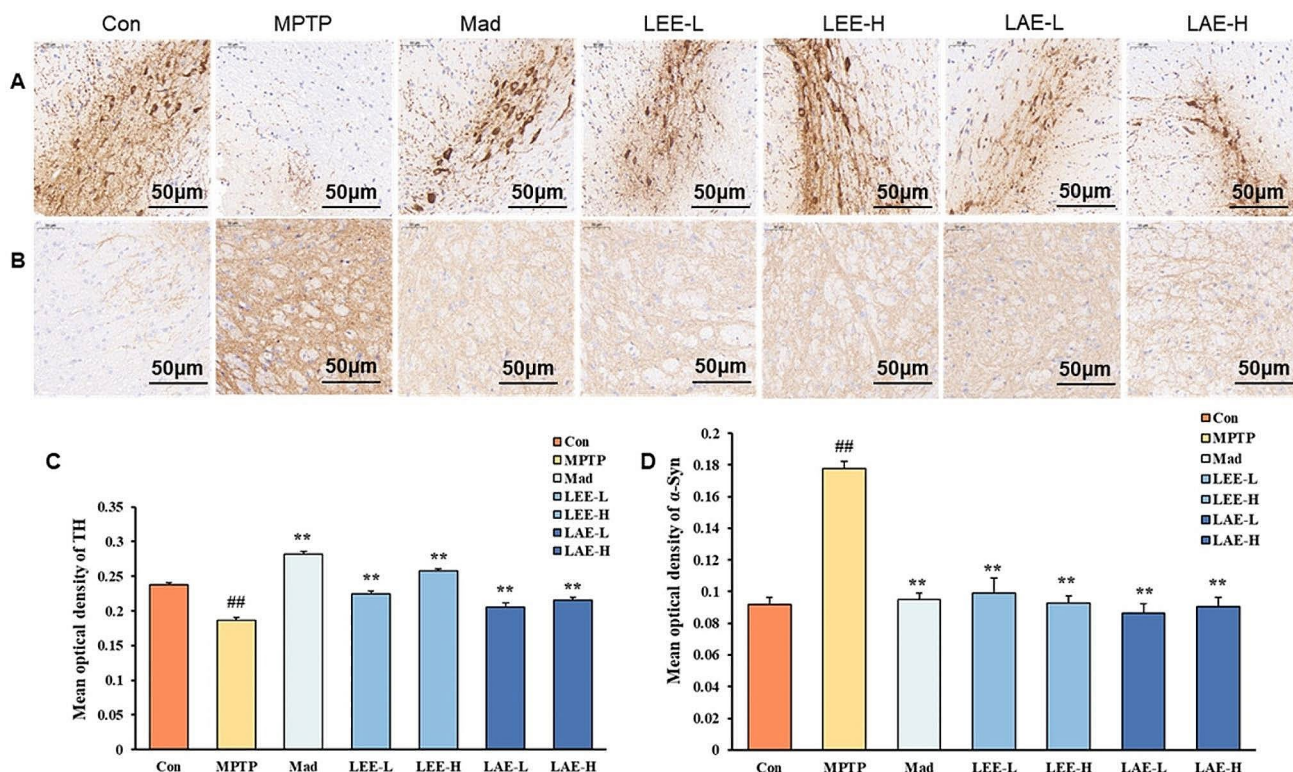 Con MPTP Mad LEE-L LEE-H LAE-L LAE-H
A
50μm 50μm 50μm 50μm 50μm 50μm 50μm
B
50μm 50μm 50μm 50μm 50μm 50μm 50μm
C
Mean optical density of TH
0.35
0.3
0.25
0.2
0.15
0.1
0.05
0
## ** ** ** ** **
Con MPTP Mad LEE-L LEE-H LAE-L LAE-H
Con
MPTP
Mad
LEE-L
LEE-H
LAE-L
LAE-H
D
Mean optical density of α-Syn
0.2
0.18
0.16
0.14
0.12
0.1
0.08
0.06
0.04
0.02
0
## ** ** ** ** **
Con MPTP Mad LEE-L LEE-H LAE-L LAE-H
Con
MPTP
Mad
LEE-L
LEE-H
LAE-L
LAE-H